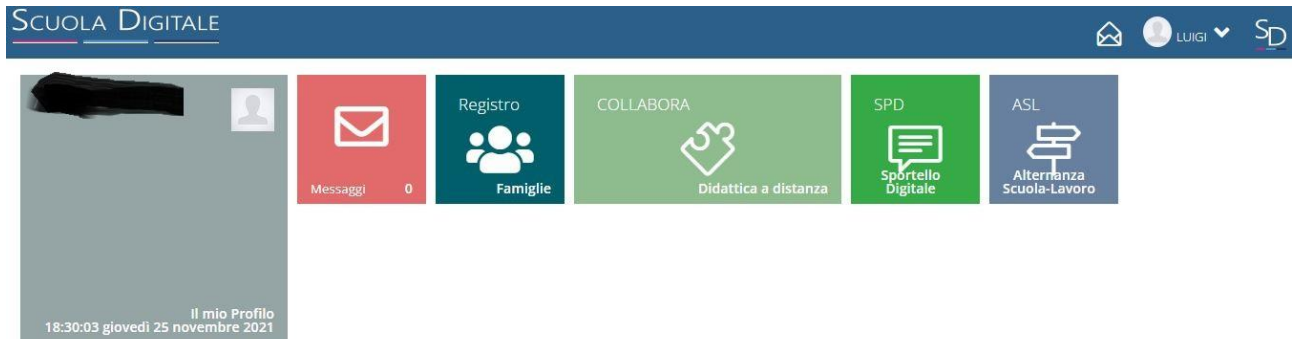 SCUOLA DIGITALE
LUIGI
SD
Registro
COLLABORA
SPD
ASL
Messaggi 0
Famiglie
Didattica a distanza
Sportello
Digitale
Alternanza
Scuola-Lavoro
Il mio Profilo
18:30:03 giovedì 25 novembre 2021